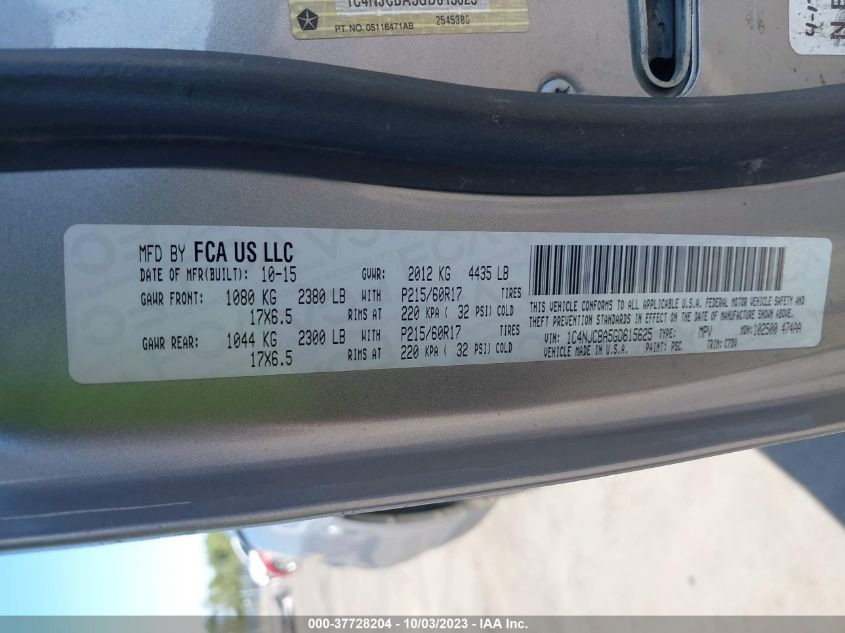 1C4NJCBA5GD615625
PT. NO. 05116471AB 2545380
MFD BY FCA US LLC
DATE OF MFR(BUILT): 10-15 GVWR: 2012 KG 4435 LB
GAWR FRONT: 1080 KG 2380 LB WITH P215/60R17 TIRES
17X6.5 RIMS AT 220 KPA ( 32 PSI) COLD
GAWR REAR: 1044 KG 2300 LB WITH P215/60R17 TIRES
17X6.5 RIMS AT 220 KPA ( 32 PSI) COLD
THIS VEHICLE CONFORMS TO ALL APPLICABLE U.S.A. FEDERAL MOTOR VEHICLE SAFETY AND
THEFT PREVENTION STANDARDS IN EFFECT ON THE DATE OF MANUFACTURE SHOWN ABOVE.
VIN: 1C4NJCBA5GD615625 TYPE: MPV MDH:102500 474AA
VEHICLE MADE IN U.S.A. PAINT: PSC TRIM: C7DV
000-37728204 - 10/03/2023 - IAA Inc.